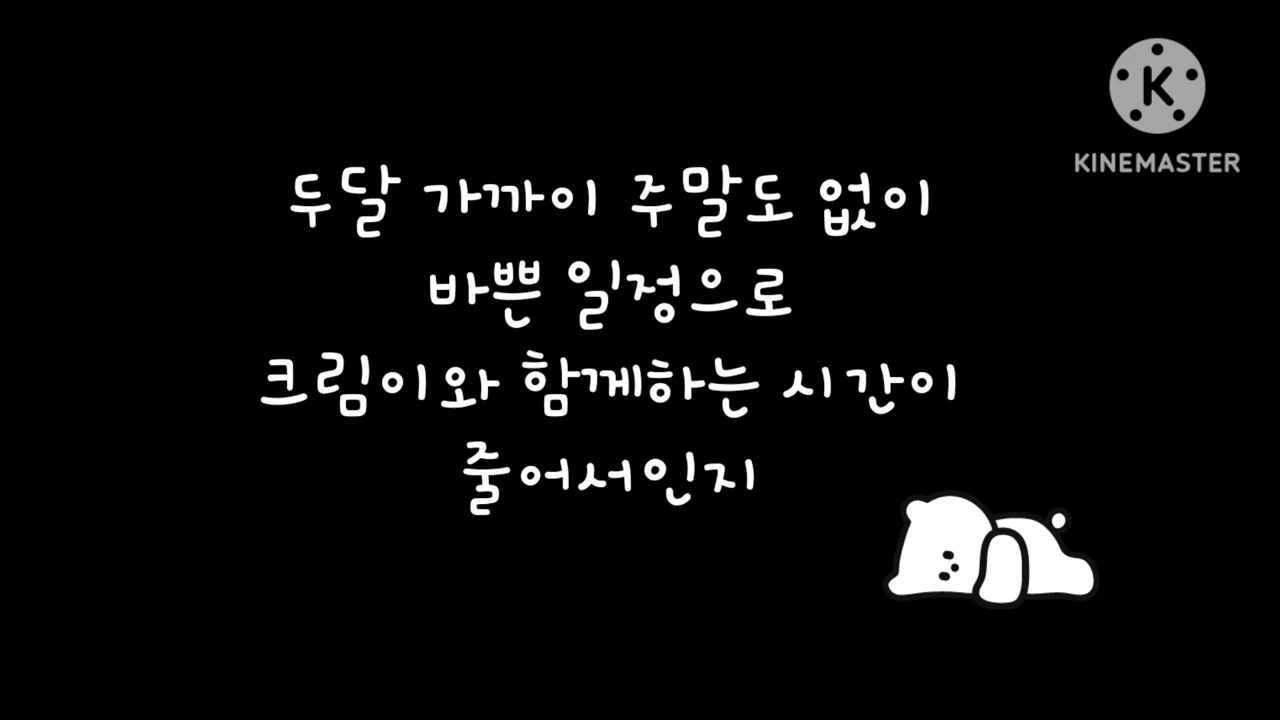 K
KINEMASTER
두달 가까이 주말도 없이
바쁜 일정으로
크림이와 함께하는 시간이
줄어서인지